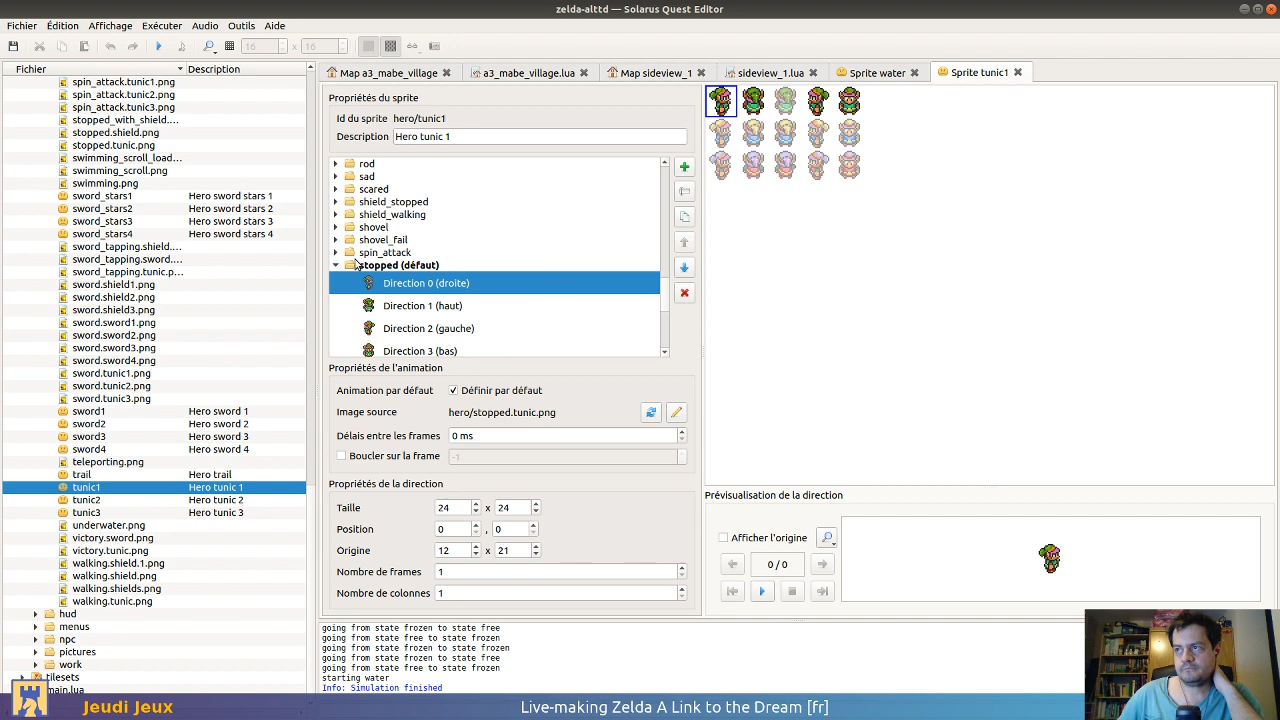 zelda-alttd — Solarus Quest Editor
Fichier Édition Affichage Exécuter Audio Outils Aide
16 x 16
Fichier Description
Map a3_mabe_village a3_mabe_village.lua Map sideview_1 sideview_1.lua Sprite water Sprite tunic1
spin_attack.tunic1.png
spin_attack.tunic2.png
spin_attack.tunic3.png
stopped_with_shield....
stopped.shield.png
stopped.tunic.png
swimming_scroll_load...
swimming_scroll.png
swimming.png
sword_stars1 Hero sword stars 1
sword_stars2 Hero sword stars 2
sword_stars3 Hero sword stars 3
sword_stars4 Hero sword stars 4
sword_tapping.shield....
sword_tapping.sword....
sword_tapping.tunic.p...
sword.shield1.png
sword.shield2.png
sword.shield3.png
sword.sword1.png
sword.sword2.png
sword.sword3.png
sword.sword4.png
sword.tunic1.png
sword.tunic2.png
sword.tunic3.png
sword1 Hero sword 1
sword2 Hero sword 2
sword3 Hero sword 3
sword4 Hero sword 4
teleporting.png
trail Hero trail
tunic1 Hero tunic 1
tunic2 Hero tunic 2
tunic3 Hero tunic 3
underwater.png
victory.sword.png
victory.tunic.png
walking.shield.1.png
walking.shield.png
walking.shields.png
walking.tunic.png
hud
menus
npc
pictures
work
tilesets
main.lua
Propriétés du sprite
Id du sprite hero/tunic1
Description Hero tunic 1
rod
sad
scared
shield_stopped
shield_walking
shovel
shovel_fail
spin_attack
stopped (défaut)
Direction 0 (droite)
Direction 1 (haut)
Direction 2 (gauche)
Direction 3 (bas)
Propriétés de l'animation
Animation par défaut Définir par défaut
Image source hero/stopped.tunic.png
Délais entre les frames 0 ms
Boucler sur la frame -1
Propriétés de la direction
Taille 24 x 24
Position 0 , 0
Origine 12 x 21
Nombre de frames 1
Nombre de colonnes 1
Prévisualisation de la direction
Afficher l'origine
0 / 0
going from state frozen to state free
going from state free to state frozen
going from state frozen to state frozen
going from state frozen to state free
going from state free to state frozen
starting water
Info: Simulation finished
Jeudi Jeux Live-making Zelda A Link to the Dream [fr]